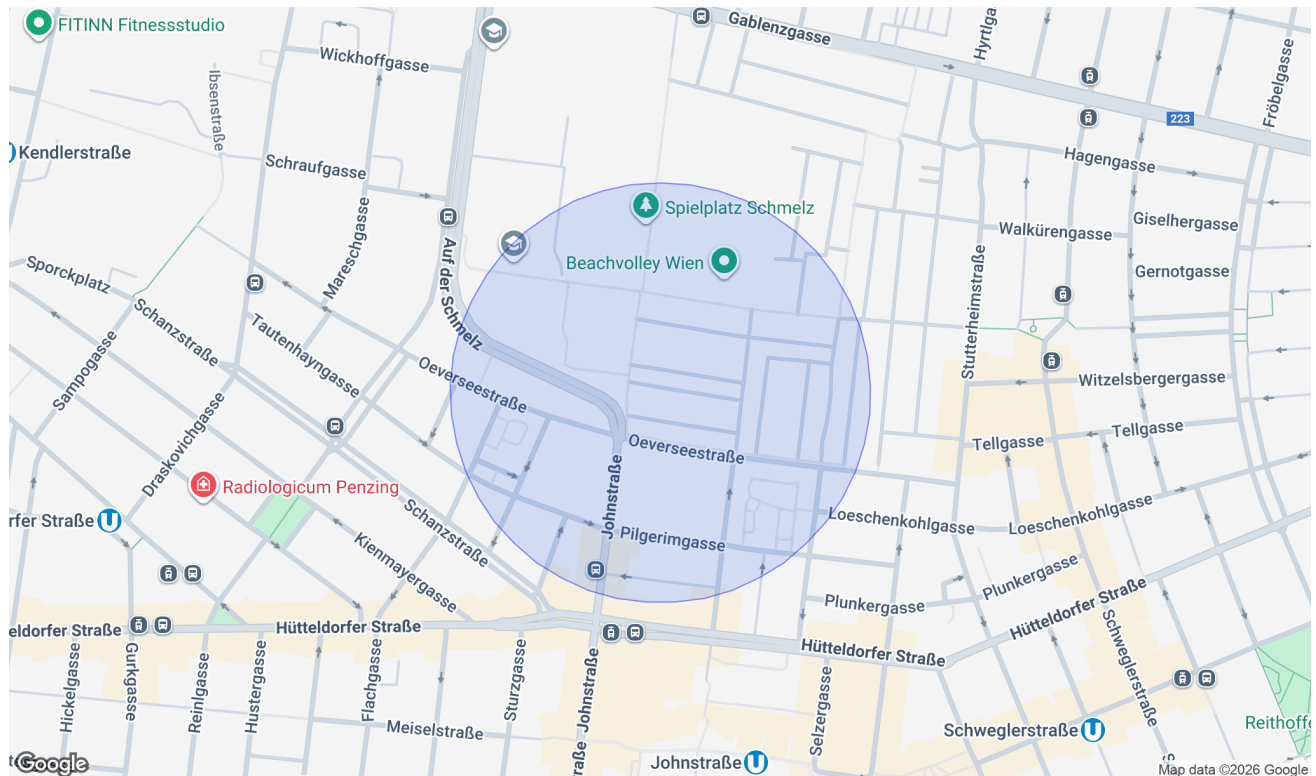 FITINN Fitnessstudio
Gablenzgasse
Hyrtlga
Wickhoffgasse
Ibsenstraße
Fröbelgasse
223
Kendlerstraße
Schraufgasse
Hagengasse
Mareschgasse
Spielplatz Schmelz
Giselhergasse
Walkürengasse
Beachvolley Wien
Gernotgasse
Sporckplatz
Auf der Schmelz
Stutterheimstraße
Schanzstraße
Tautenhayngasse
Sampogasse
Oeverseestraße
Witzelsbergergasse
Draskovichgasse
Tellgasse
Tellgasse
Oeverseestraße
Radiologicum Penzing
Johnstraße
rfer Straße
Schanzstraße
Loeschenkohlgasse
Loeschenkohlgasse
Pilgerimgasse
Kienmayergasse
Plunkergasse
Plunkergasse
Hütteldorfer Straße
eldorfer Straße
Hütteldorfer Straße
Hütteldorfer Straße
Schweglerstraße
Hickelgasse
Gurkgasse
Reinlgasse
Hustergasse
Flachgasse
Sturzgasse
Johnstraße
Selzergasse
Meiselstraße
Schweglerstraße
Reithoffe
raße
Johnstraße
Google
Map data ©2026 Google